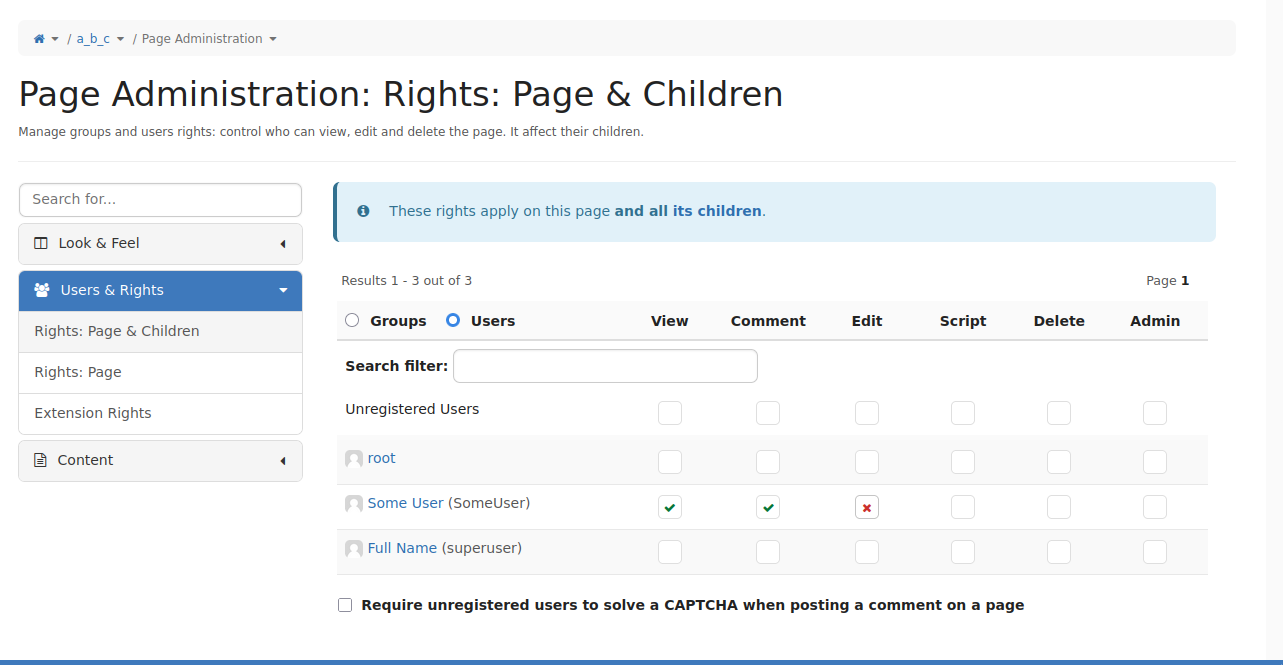 / a_b_c / Page Administration
Page Administration: Rights: Page & Children
Manage groups and users rights: control who can view, edit and delete the page. It affect their children.
Search for...
Look & Feel
Users & Rights
Rights: Page & Children
Rights: Page
Extension Rights
Content
These rights apply on this page and all its children.
Results 1 - 3 out of 3 Page 1
Groups Users View Comment Edit Script Delete Admin
Search filter:
Unregistered Users
root
Some User (SomeUser)
Full Name (superuser)
Require unregistered users to solve a CAPTCHA when posting a comment on a page